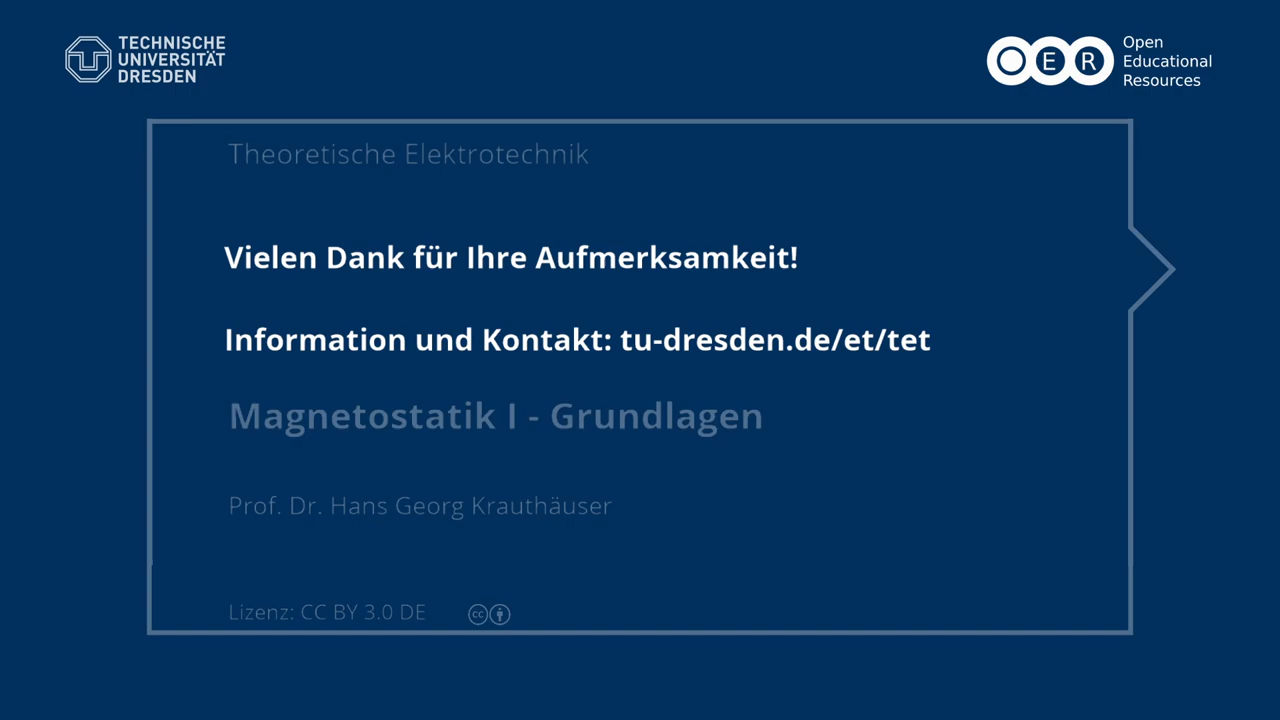 TECHNISCHE
UNIVERSITÄT
DRESDEN
OER
Open
Educational
Resources
Theoretische Elektrotechnik
Vielen Dank für Ihre Aufmerksamkeit!
Information und Kontakt: tu-dresden.de/et/tet
Magnetostatik I - Grundlagen
Prof. Dr. Hans Georg Krauthäuser
Lizenz: CC BY 3.0 DE cc